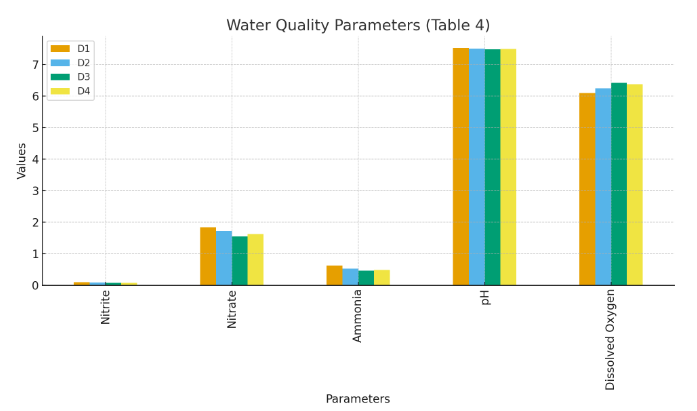 Water Quality Parameters (Table 4)
D1
D2
D3
D4
Values
7
6
5
4
3
2
1
0
Nitrite
Nitrate
Ammonia
pH
Dissolved Oxygen
Parameters